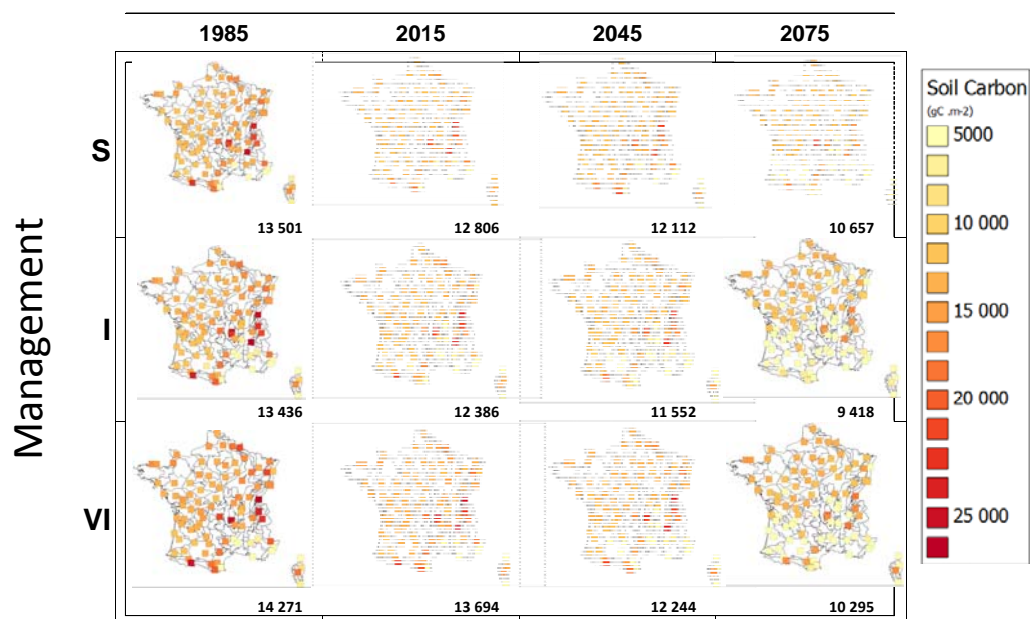 1985 2015 2045 2075
Management
S
13 501 12 806 12 112 10 657
I
13 436 12 386 11 552 9 418
VI
14 271 13 694 12 244 10 295
Soil Carbon
(gC .m-2)
5000
10 000
15 000
20 000
25 000